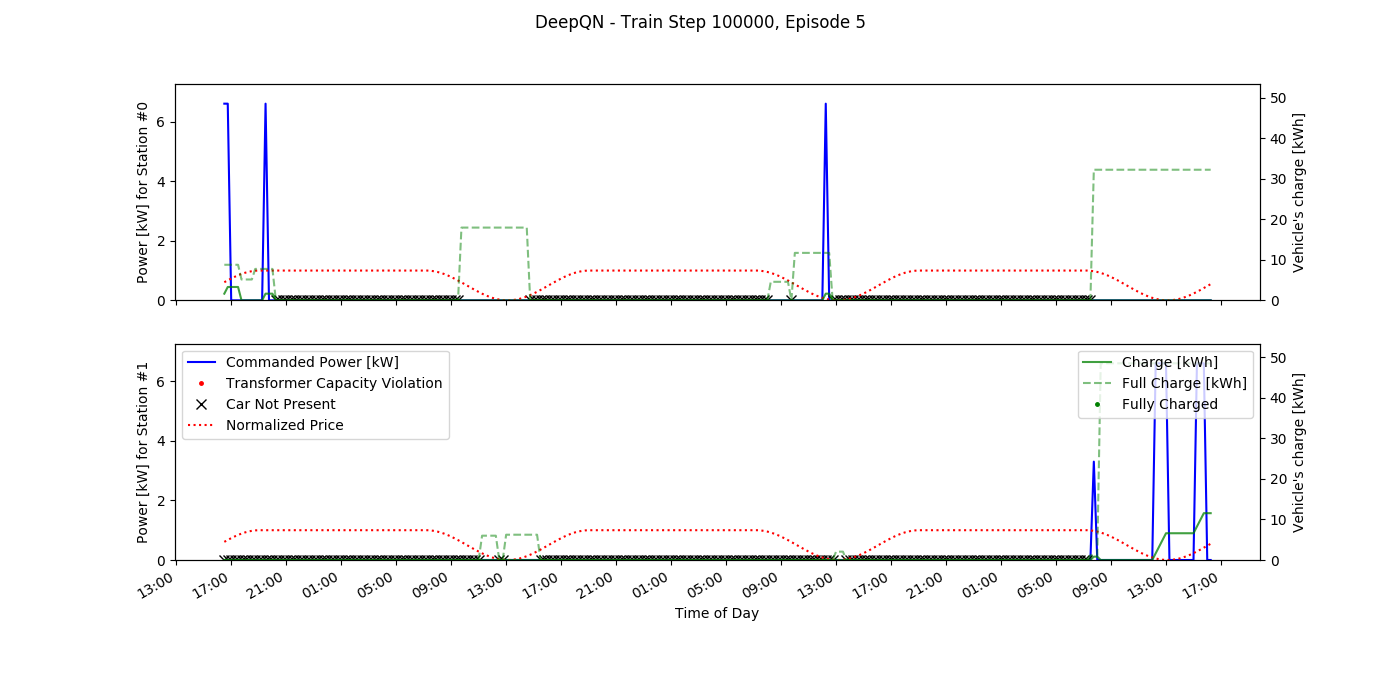 DeepQN - Train Step 100000, Episode 5
Power [kW] for Station #0
0
2
4
6
0
10
20
30
40
50
Vehicle's charge [kWh]
Power [kW] for Station #1
0
2
4
6
Commanded Power [kW]
Transformer Capacity Violation
Car Not Present
Normalized Price
Charge [kWh]
Full Charge [kWh]
Fully Charged
0
10
20
30
40
50
Vehicle's charge [kWh]
13:00 17:00 21:00 01:00 05:00 09:00 13:00 17:00 21:00 01:00 05:00 09:00 13:00 17:00 21:00 01:00 05:00 09:00 13:00 17:00
Time of Day